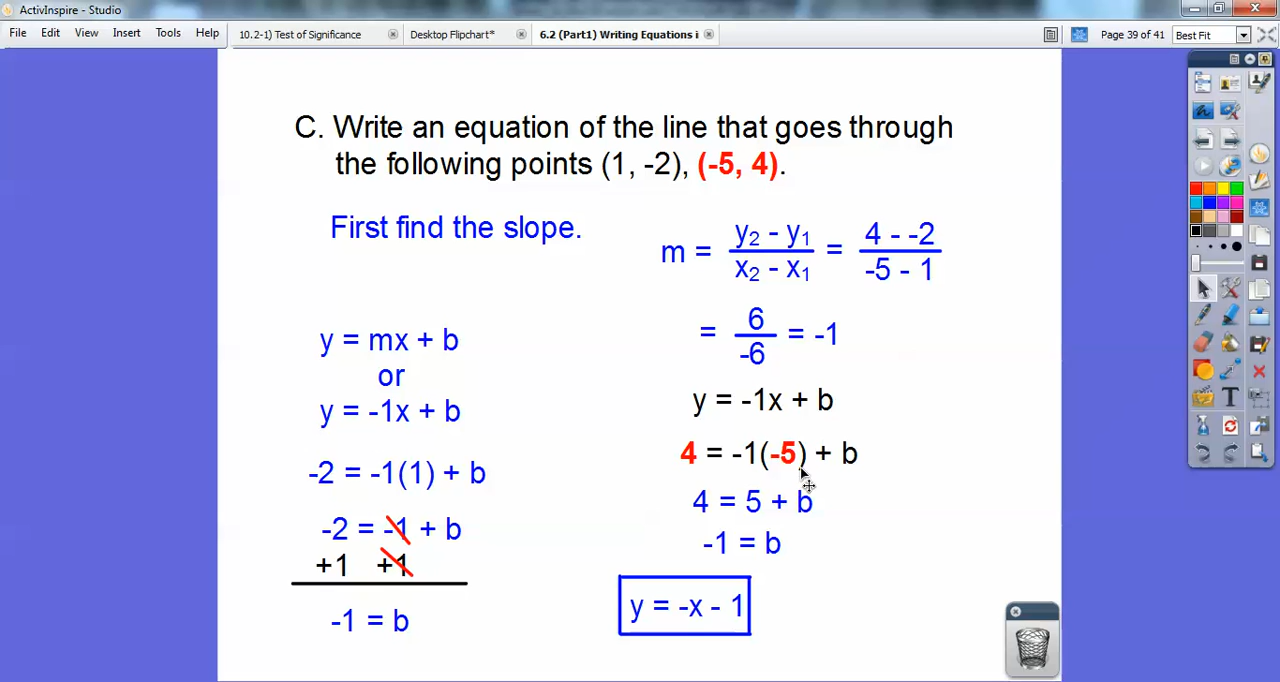 ActivInspire - Studio
File Edit View Insert Tools Help
10.2-1) Test of Significance
Desktop Flipchart*
6.2 (Part1) Writing Equations i
Page 39 of 41
Best Fit
C. Write an equation of the line that goes through
the following points (1, -2), (-5, 4).
First find the slope.
m = y₂ - y₁ / x₂ - x₁ = 4 - -2 / -5 - 1
= 6 / -6 = -1
y = mx + b
or
y = -1x + b
-2 = -1(1) + b
-2 = -1 + b
+1 +1
-1 = b
y = -1x + b
4 = -1(-5) + b
4 = 5 + b
-1 = b
y = -x - 1
T